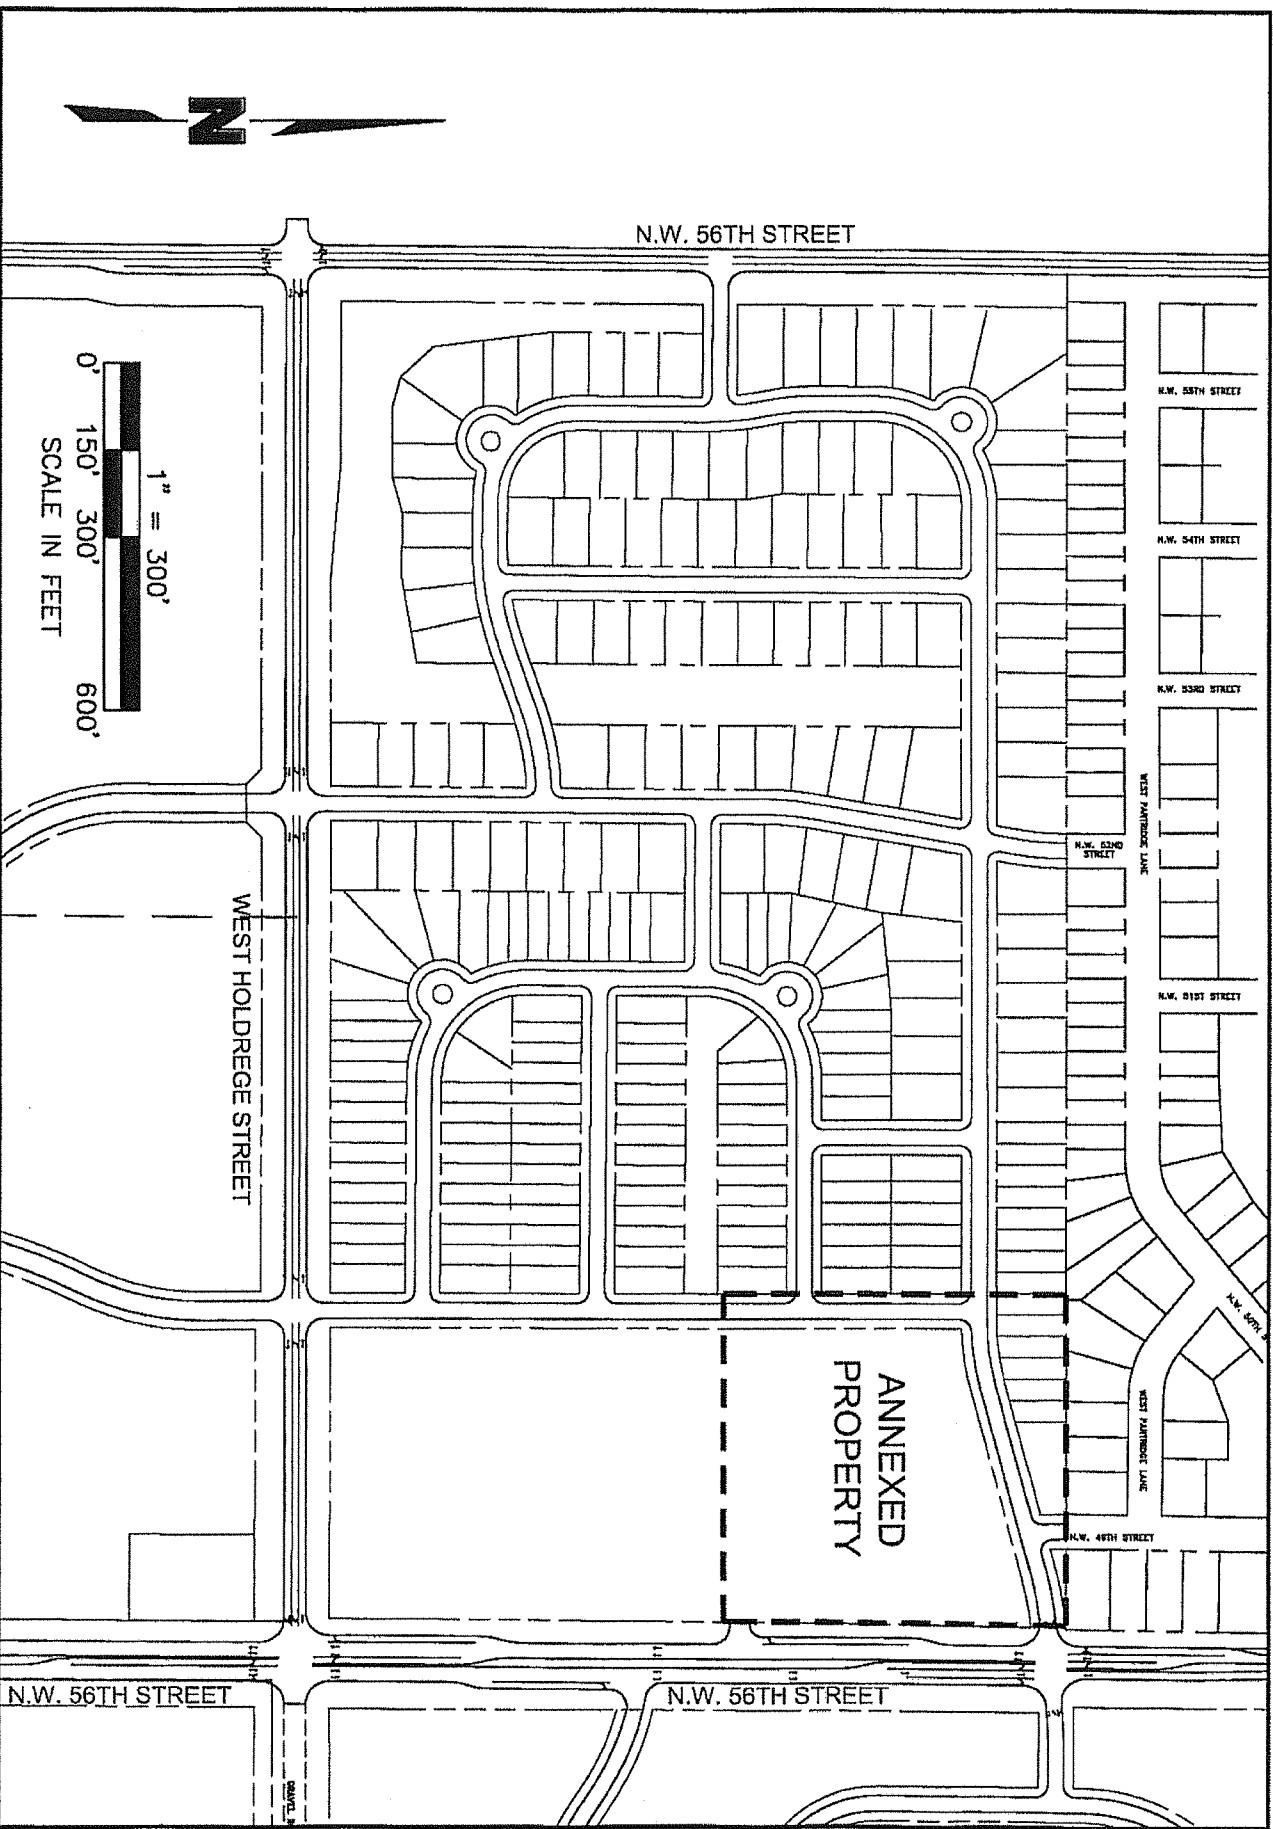 N
N.W. 56TH STREET
N.W. 55TH STREET
N.W. 54TH STREET
N.W. 53RD STREET
WEST PARTRIDGE LANE
N.W. 52ND
STREET
N.W. 51ST STREET
N.W. 50TH
WEST PARTRIDGE LANE
N.W. 49TH STREET
1" = 300'
0' 150' 300' 600'
SCALE IN FEET
WEST HOLDREGE STREET
ANNEXED
PROPERTY
N.W. 56TH STREET
N.W. 56TH STREET
GRAVEL